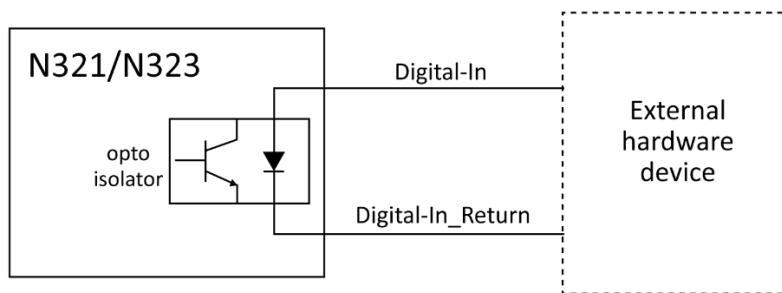 N321/N323
opto
isolator
Digital-In
Digital-In_Return
External
hardware
device